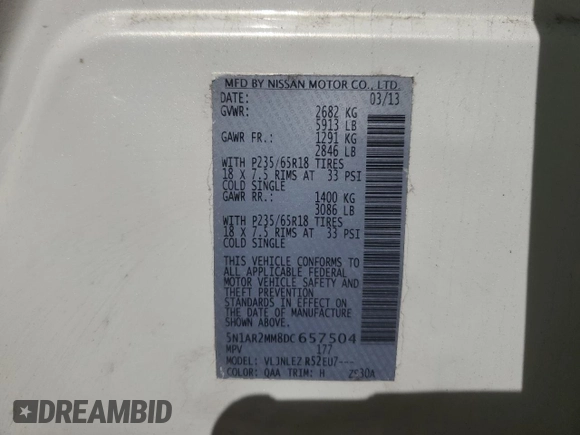 MFD BY NISSAN MOTOR CO., LTD.
DATE: 03/13
GVWR: 2682 KG
5913 LB
GAWR FR.: 1291 KG
2846 LB
WITH P235/65R18 TIRES
18 X 7.5 RIMS AT 33 PSI
COLD SINGLE
GAWR RR.: 1400 KG
3086 LB
WITH P235/65R18 TIRES
18 X 7.5 RIMS AT 33 PSI
COLD SINGLE
THIS VEHICLE CONFORMS TO
ALL APPLICABLE FEDERAL
MOTOR VEHICLE SAFETY AND
THEFT PREVENTION
STANDARDS IN EFFECT ON
THE DATE OF MANUFACTURE
SHOWN ABOVE.
5N1AR2MM8DC657504
MPV 177
MODEL: VLJNLE2 R52EU7---
COLOR: QAA TRIM: H
DREAMBID